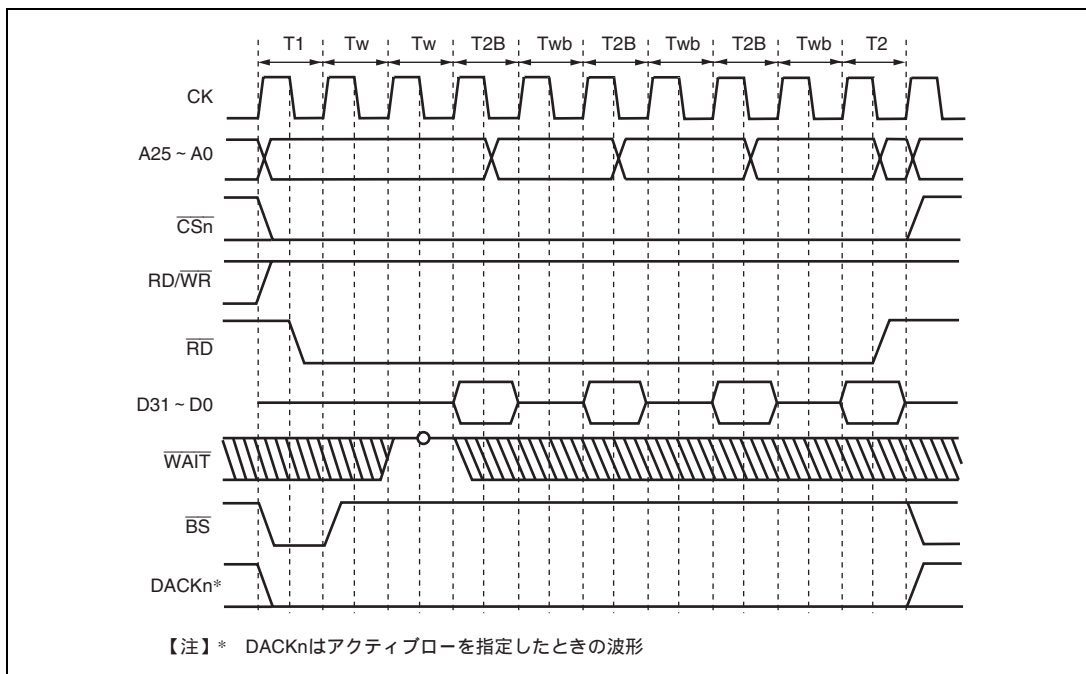 T1 Tw Tw T2B Twb T2B Twb T2B Twb T2
CK
A25 ~ A0
CSn
RD/WR
RD
D31 ~ D0
WAIT
BS
DACKn*
【注】* DACKnはアクティブローを指定したときの波形